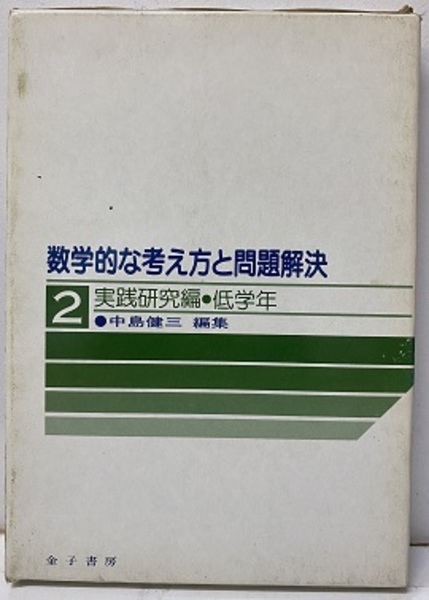 数学的な考え方と問題解決
2 実践研究編●低学年
●中島健三 編集
金子書房